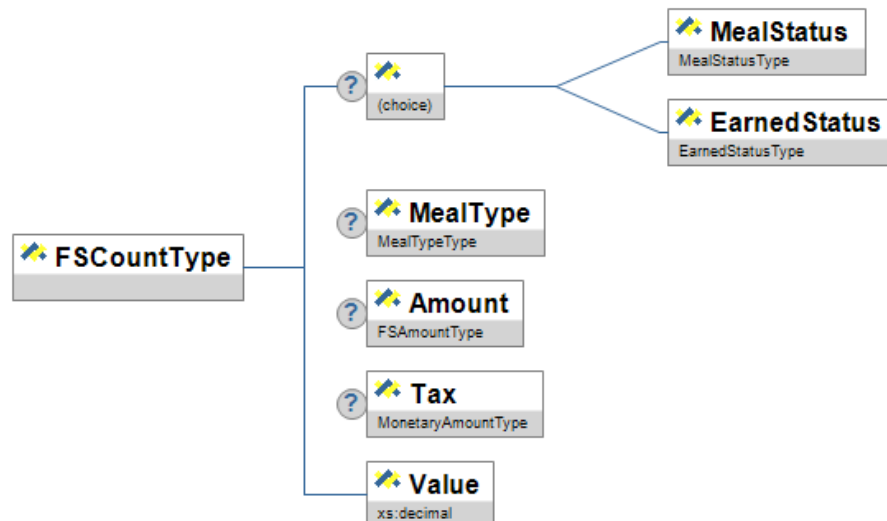 MealStatus
MealStatusType
?
(choice)
EarnedStatus
EarnedStatusType
?
MealType
MealTypeType
FSCountType
?
Amount
FSAmountType
?
Tax
MonetaryAmountType
Value
xs:decimal